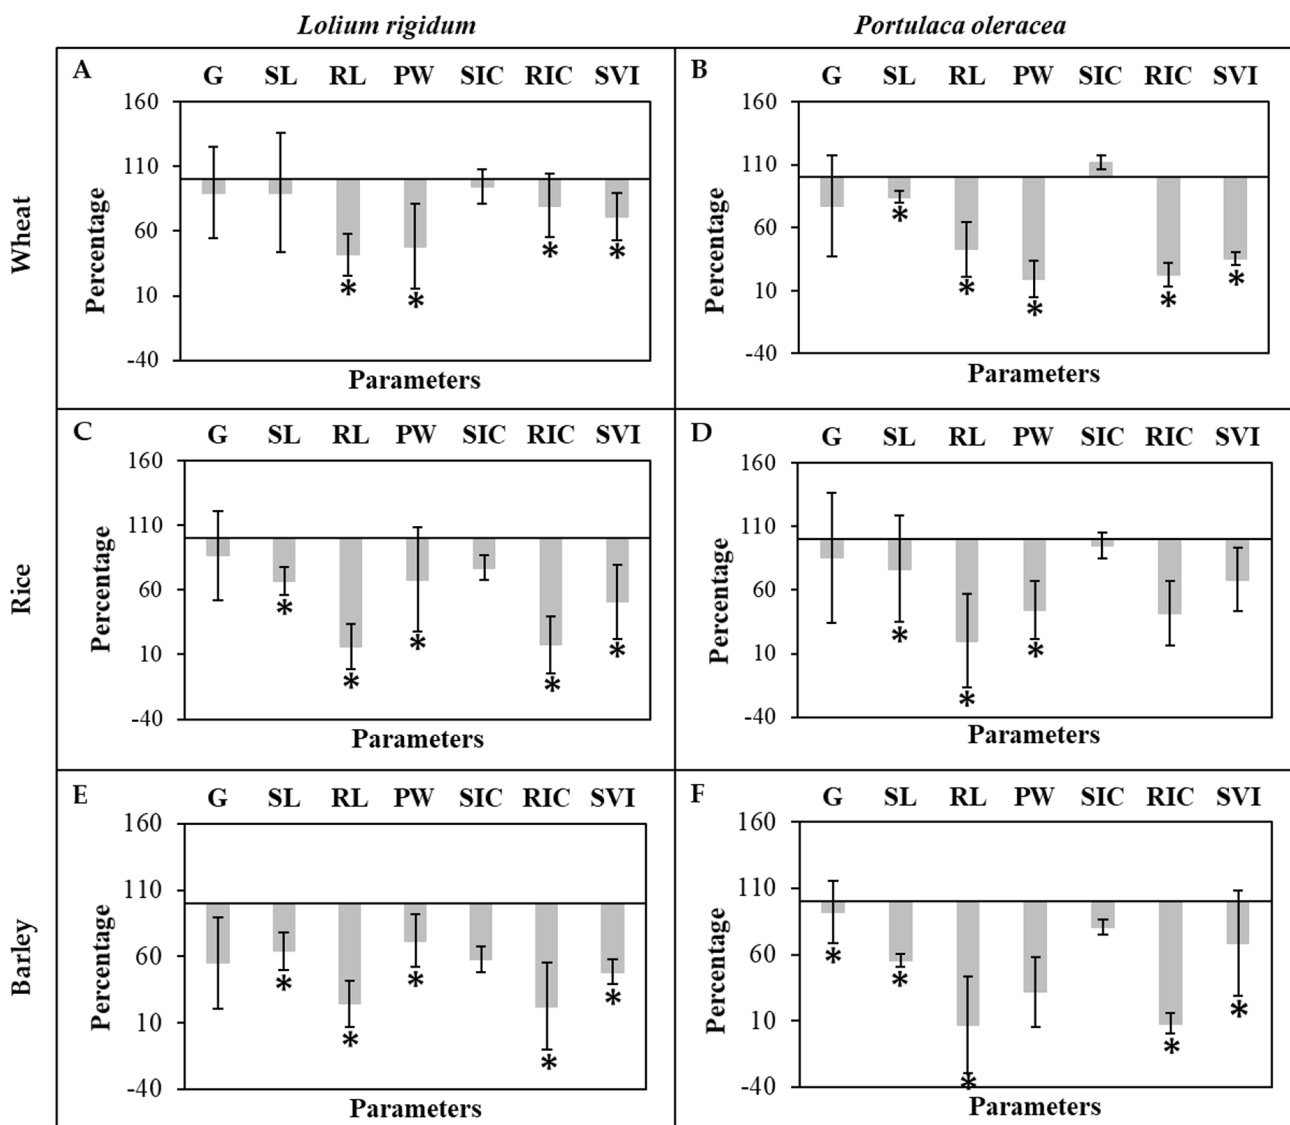 Lolium rigidum
Portulaca oleracea
Wheat
A
G SL RL PW SIC RIC SVI
160
110
60
10
-40
Percentage
*
*
*
*
Parameters
B
G SL RL PW SIC RIC SVI
160
110
60
10
-40
Percentage
*
*
*
*
*
Parameters
Rice
C
G SL RL PW SIC RIC SVI
160
110
60
10
-40
Percentage
*
*
*
*
*
Parameters
D
G SL RL PW SIC RIC SVI
160
110
60
10
-40
Percentage
*
*
*
Parameters
Barley
E
G SL RL PW SIC RIC SVI
160
110
60
10
-40
Percentage
*
*
*
*
*
Parameters
F
G SL RL PW SIC RIC SVI
160
110
60
10
-40
Percentage
*
*
*
*
*
Parameters